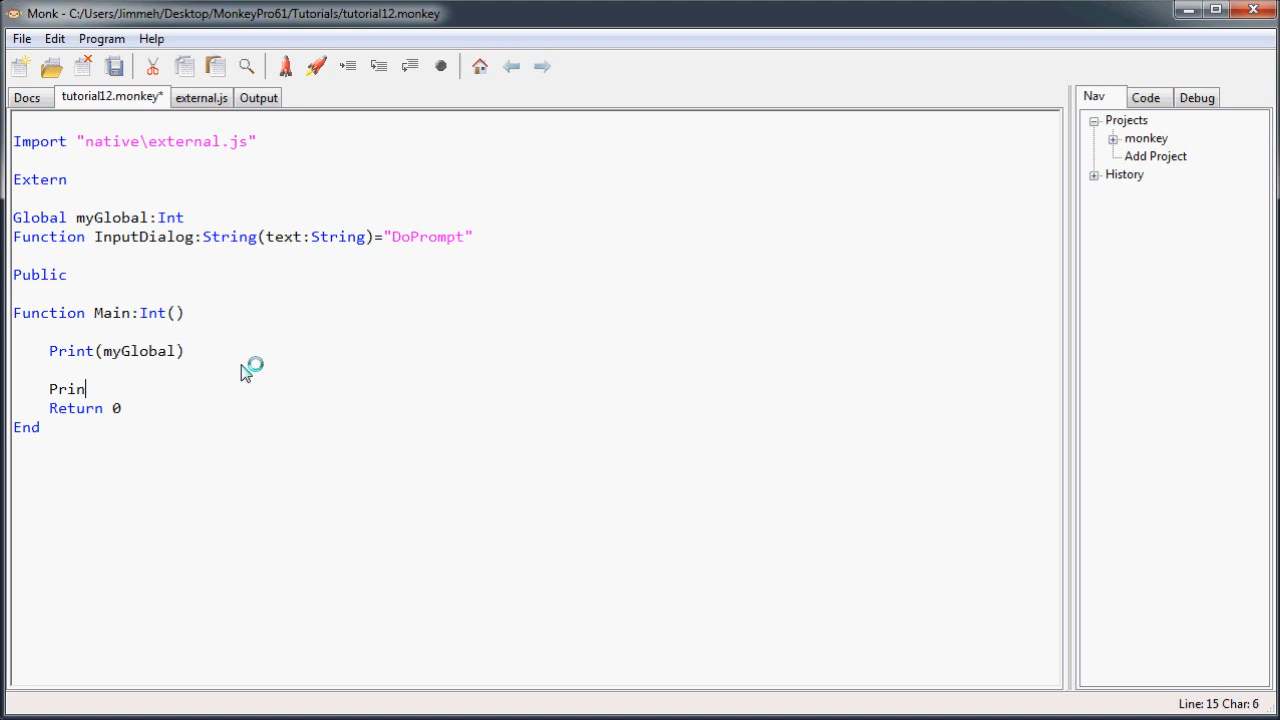 Monk - C:/Users/Jimmeh/Desktop/MonkeyPro61/Tutorials/tutorial12.monkey
File Edit Program Help
Docs tutorial12.monkey* external.js Output
Nav Code Debug
Import "native\external.js"
Extern
Global myGlobal:Int
Function InputDialog:String(text:String)="DoPrompt"
Public
Function Main:Int()
Print(myGlobal)
Prin
Return 0
End
Projects
monkey
Add Project
History
Line: 15 Char: 6